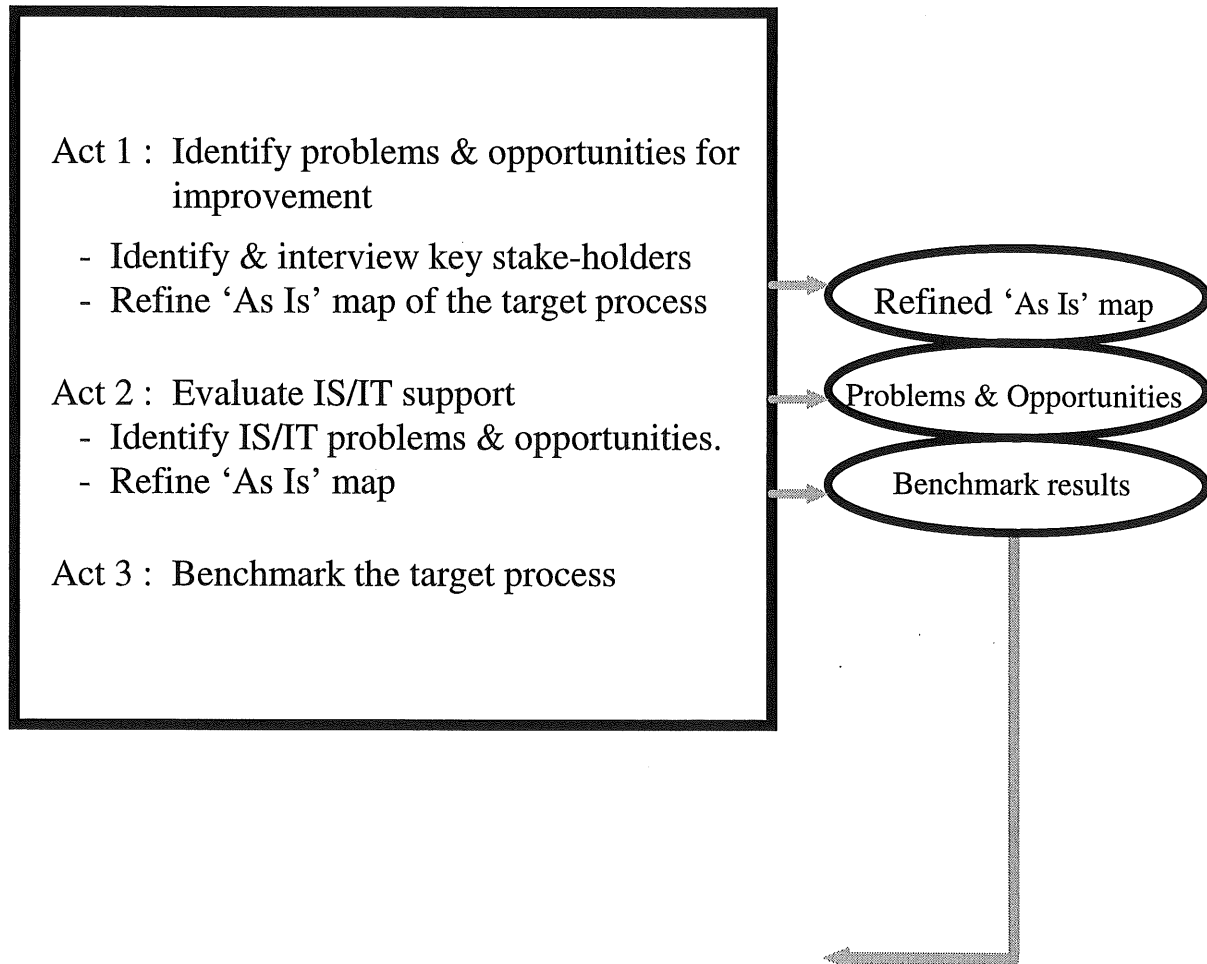 Act 1 : Identify problems & opportunities for
improvement
- Identify & interview key stake-holders
- Refine ‘As Is’ map of the target process
Act 2 : Evaluate IS/IT support
- Identify IS/IT problems & opportunities.
- Refine ‘As Is’ map
Act 3 : Benchmark the target process
Refined ‘As Is’ map
Problems & Opportunities
Benchmark results